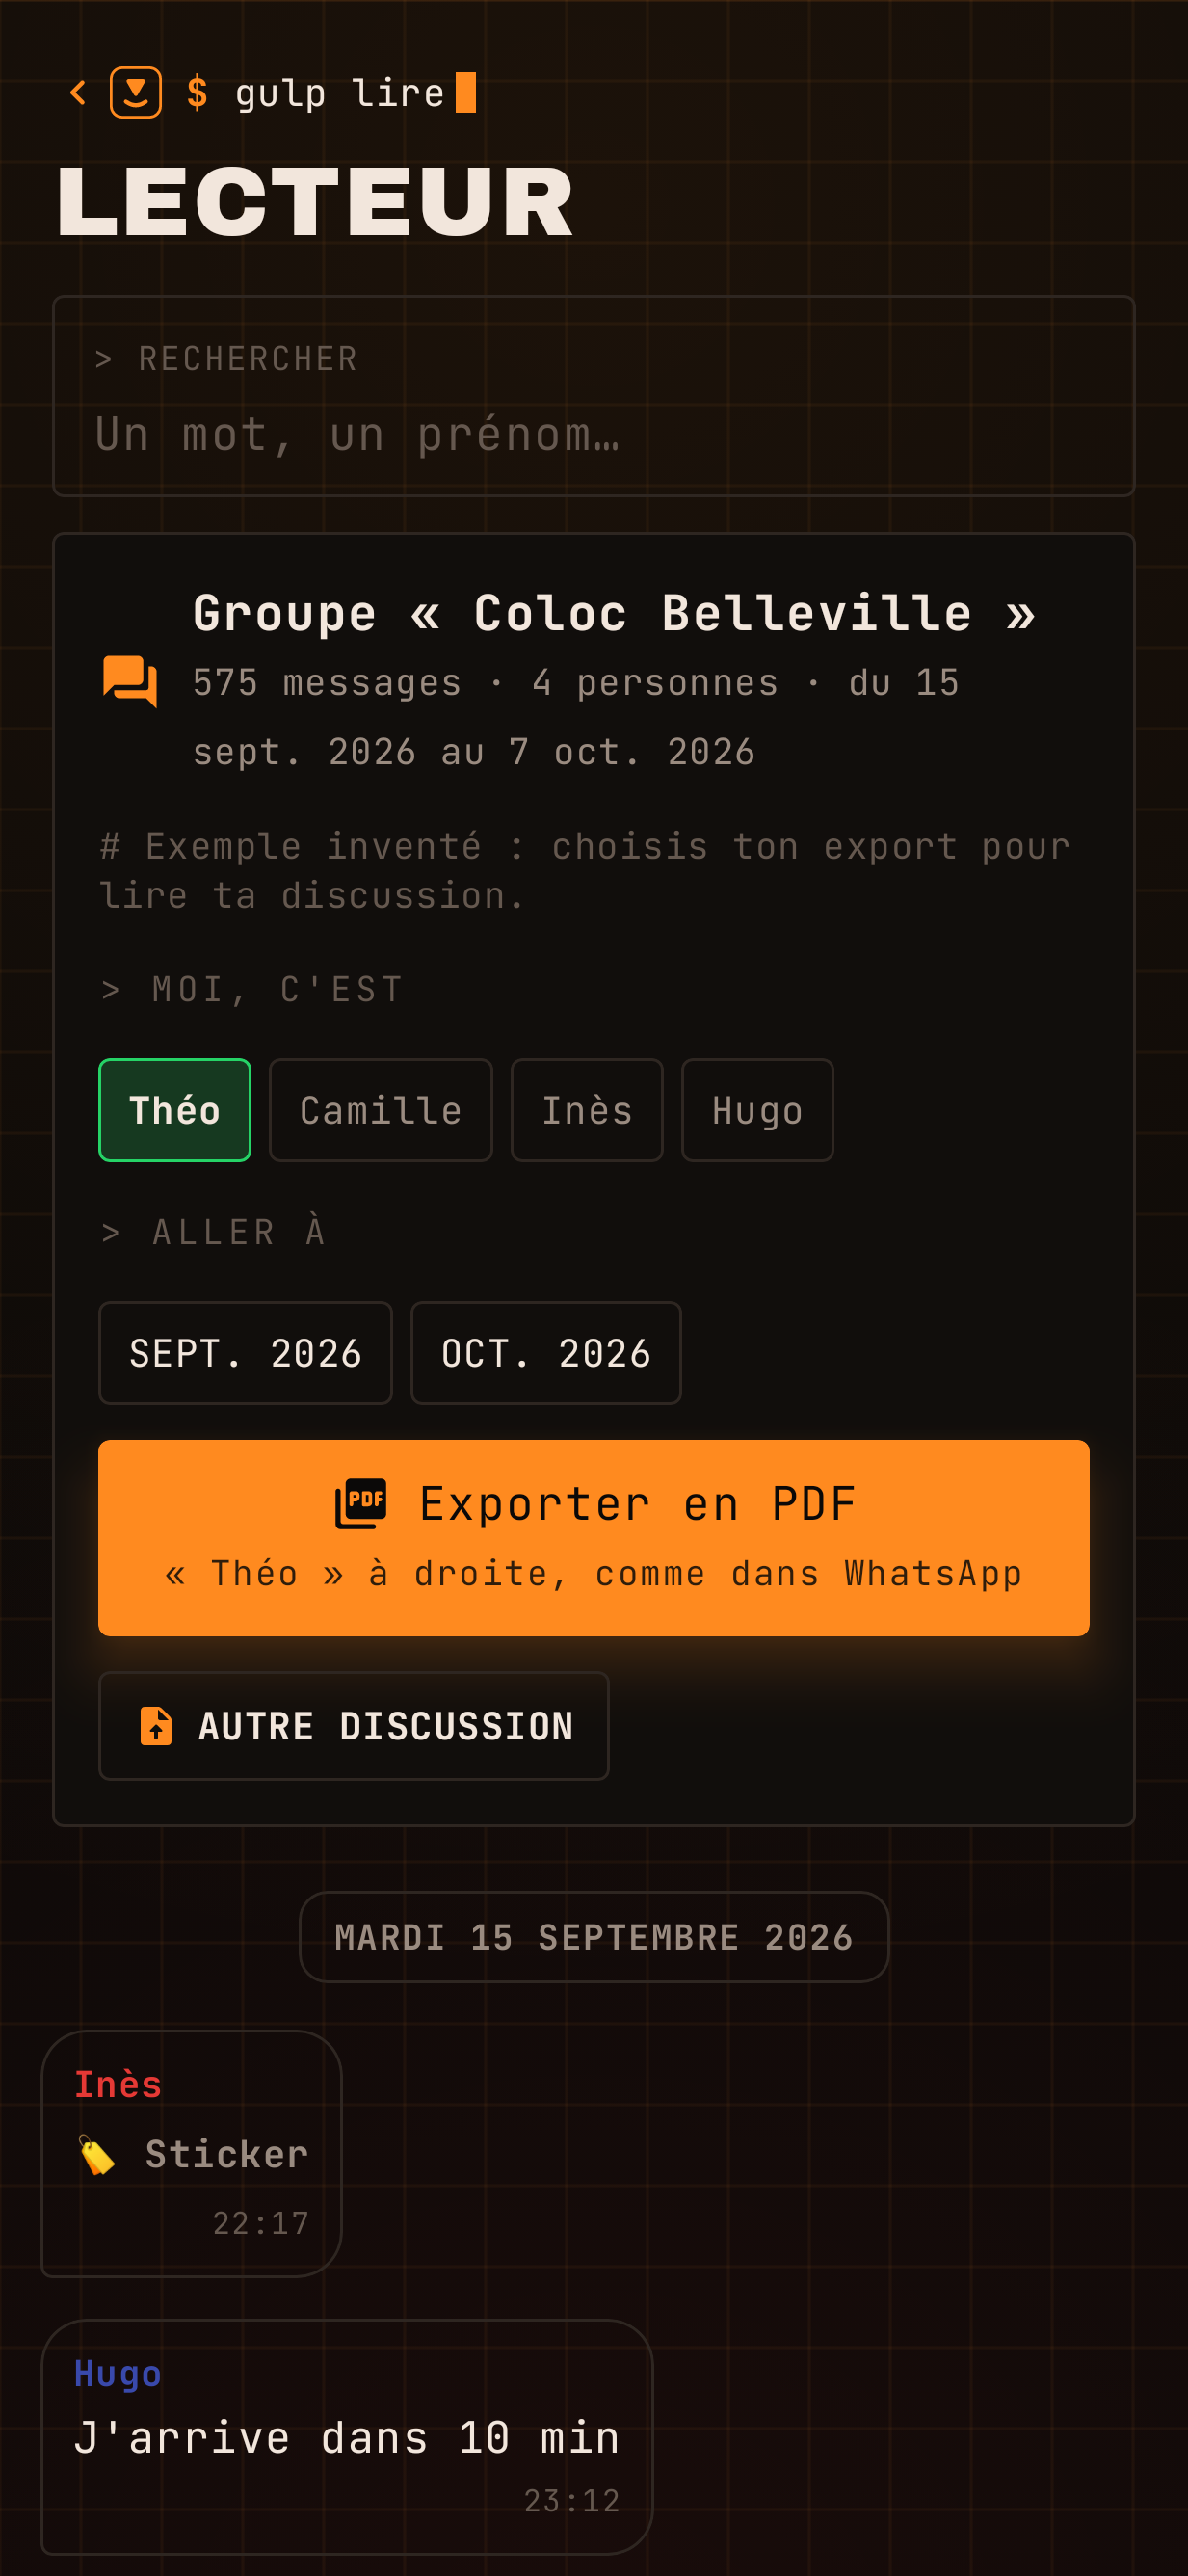 $ gulp lire
LECTEUR
> RECHERCHER
Un mot, un prénom…
Groupe « Coloc Belleville »
575 messages · 4 personnes · du 15
sept. 2026 au 7 oct. 2026
# Exemple inventé : choisis ton export pour
lire ta discussion.
> MOI, C'EST
Théo Camille Inès Hugo
> ALLER À
SEPT. 2026 OCT. 2026
PDF Exporter en PDF
« Théo » à droite, comme dans WhatsApp
AUTRE DISCUSSION
MARDI 15 SEPTEMBRE 2026
Inès
🏷️ Sticker
22:17
Hugo
J'arrive dans 10 min
23:12